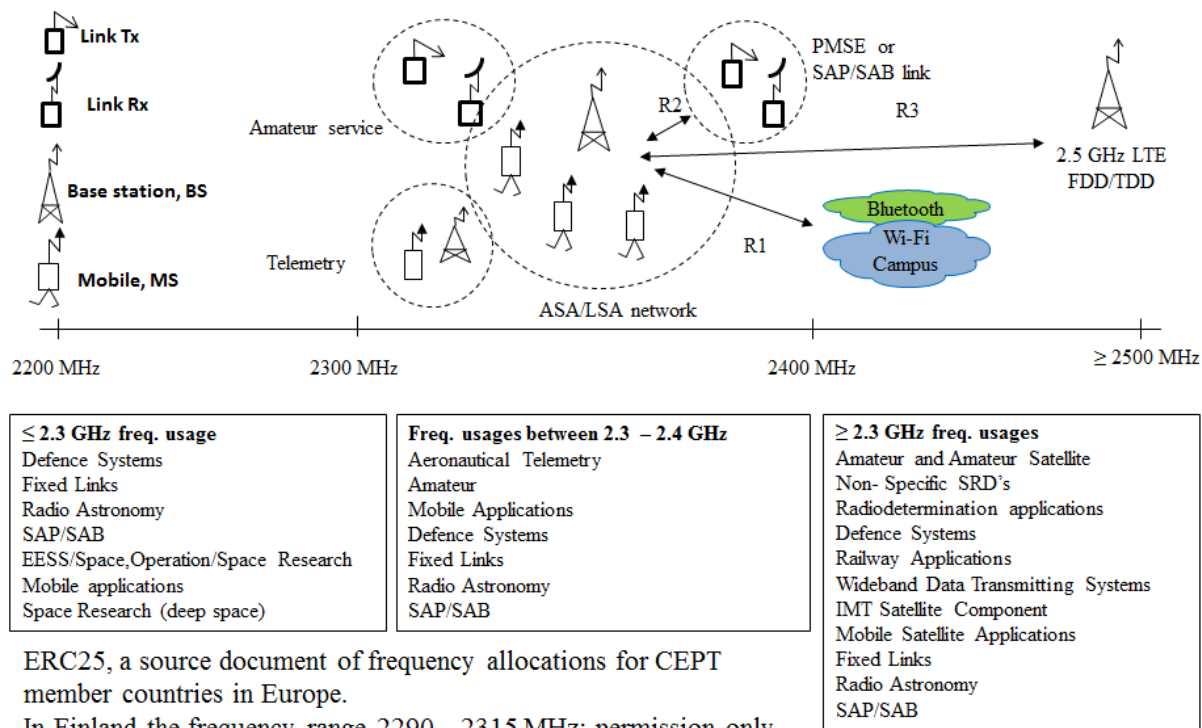 Link Tx
Link Rx
Base station, BS
Mobile, MS
Amateur service
Telemetry
ASA/LSA network
PMSE or
SAP/SAB link
R2
R3
R1
2.5 GHz LTE
FDD/TDD
Bluetooth
Wi-Fi
Campus
2200 MHz
2300 MHz
2400 MHz
≥ 2500 MHz
≤ 2.3 GHz freq. usage
Defence Systems
Fixed Links
Radio Astronomy
SAP/SAB
EESS/Space,Operation/Space Research
Mobile applications
Space Research (deep space)
Freq. usages between 2.3 – 2.4 GHz
Aeronautical Telemetry
Amateur
Mobile Applications
Defence Systems
Fixed Links
Radio Astronomy
SAP/SAB
≥ 2.3 GHz freq. usages
Amateur and Amateur Satellite
Non- Specific SRD's
Radiodetermination applications
Defence Systems
Railway Applications
Wideband Data Transmitting Systems
IMT Satellite Component
Mobile Satellite Applications
Fixed Links
Radio Astronomy
SAP/SAB
ERC25, a source document of frequency allocations for CEPT
member countries in Europe.
In Finland the frequency range 2290 – 2315 MHz: permission only